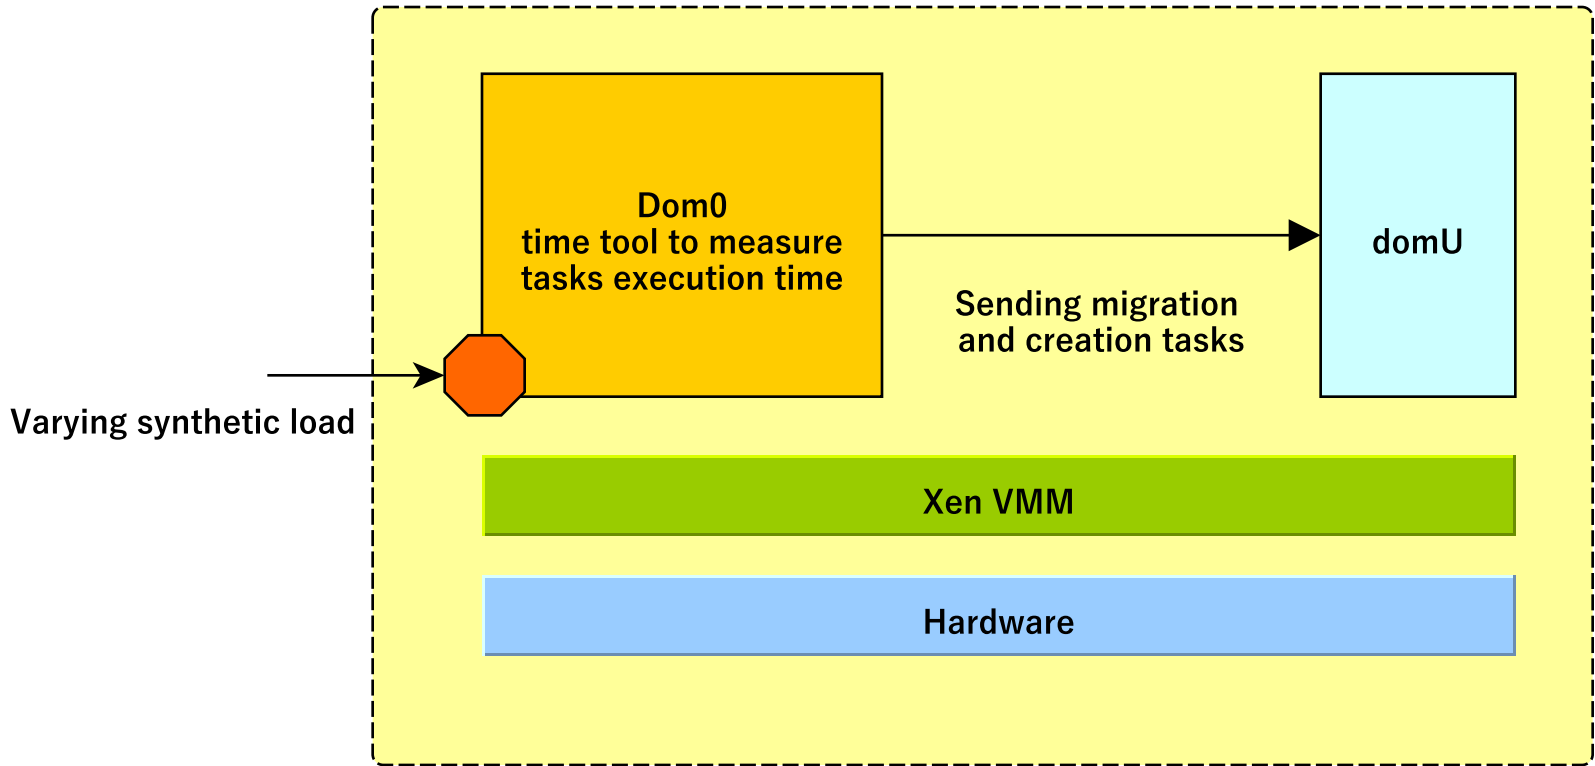 Dom0
time tool to measure
tasks execution time
domU
Sending migration
and creation tasks
Varying synthetic load
Xen VMM
Hardware